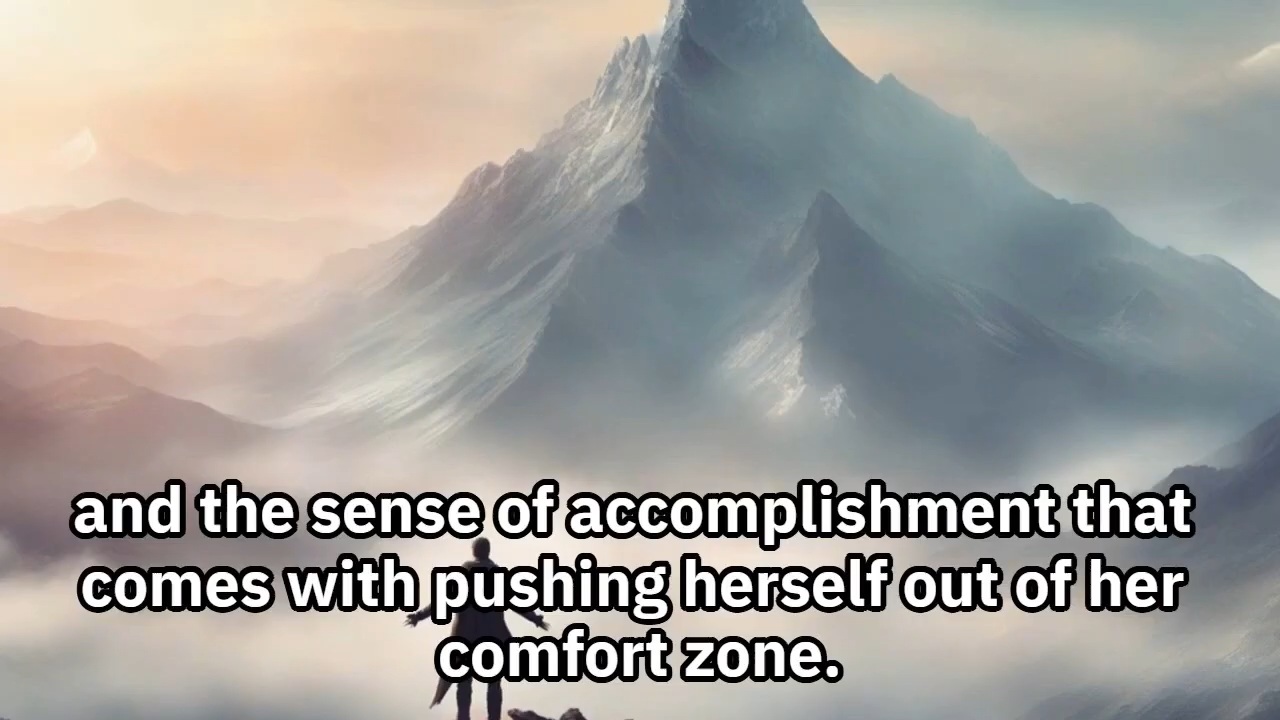 and the sense of accomplishment that
comes with pushing herself out of her
comfort zone.